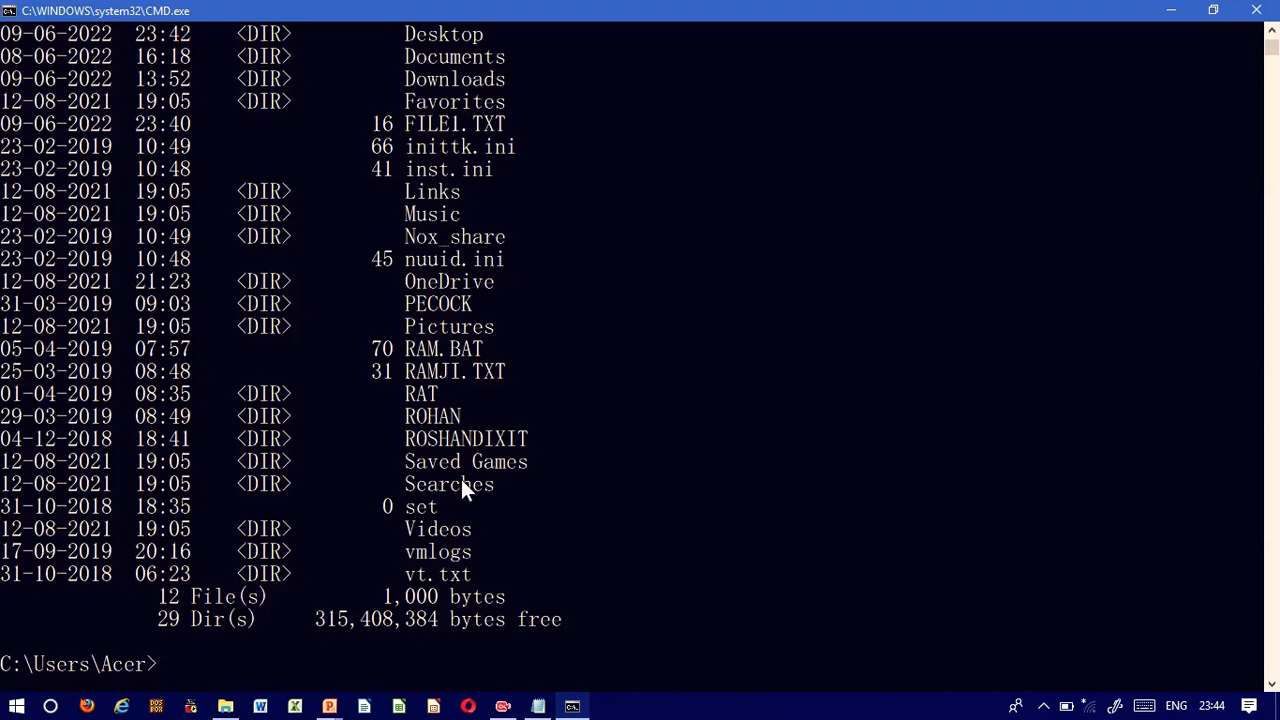 C:\WINDOWS\system32\CMD.exe
09-06-2022 23:42 <DIR> Desktop
08-06-2022 16:18 <DIR> Documents
09-06-2022 13:52 <DIR> Downloads
12-08-2021 19:05 <DIR> Favorites
09-06-2022 23:40 16 FILE1.TXT
23-02-2019 10:49 66 inittk.ini
23-02-2019 10:48 41 inst.ini
12-08-2021 19:05 <DIR> Links
12-08-2021 19:05 <DIR> Music
23-02-2019 10:49 <DIR> Nox_share
23-02-2019 10:48 45 nuuid.ini
12-08-2021 21:23 <DIR> OneDrive
31-03-2019 09:03 <DIR> PECOCK
12-08-2021 19:05 <DIR> Pictures
05-04-2019 07:57 70 RAM.BAT
25-03-2019 08:48 31 RAMJI.TXT
01-04-2019 08:35 <DIR> RAT
29-03-2019 08:49 <DIR> ROHAN
04-12-2018 18:41 <DIR> ROSHANDIXIT
12-08-2021 19:05 <DIR> Saved Games
12-08-2021 19:05 <DIR> Searches
31-10-2018 18:35 0 set
12-08-2021 19:05 <DIR> Videos
17-09-2019 20:16 <DIR> vmlogs
31-10-2018 06:23 <DIR> vt.txt
12 File(s) 1,000 bytes
29 Dir(s) 315,408,384 bytes free
C:\Users\Acer>
ENG 23:44